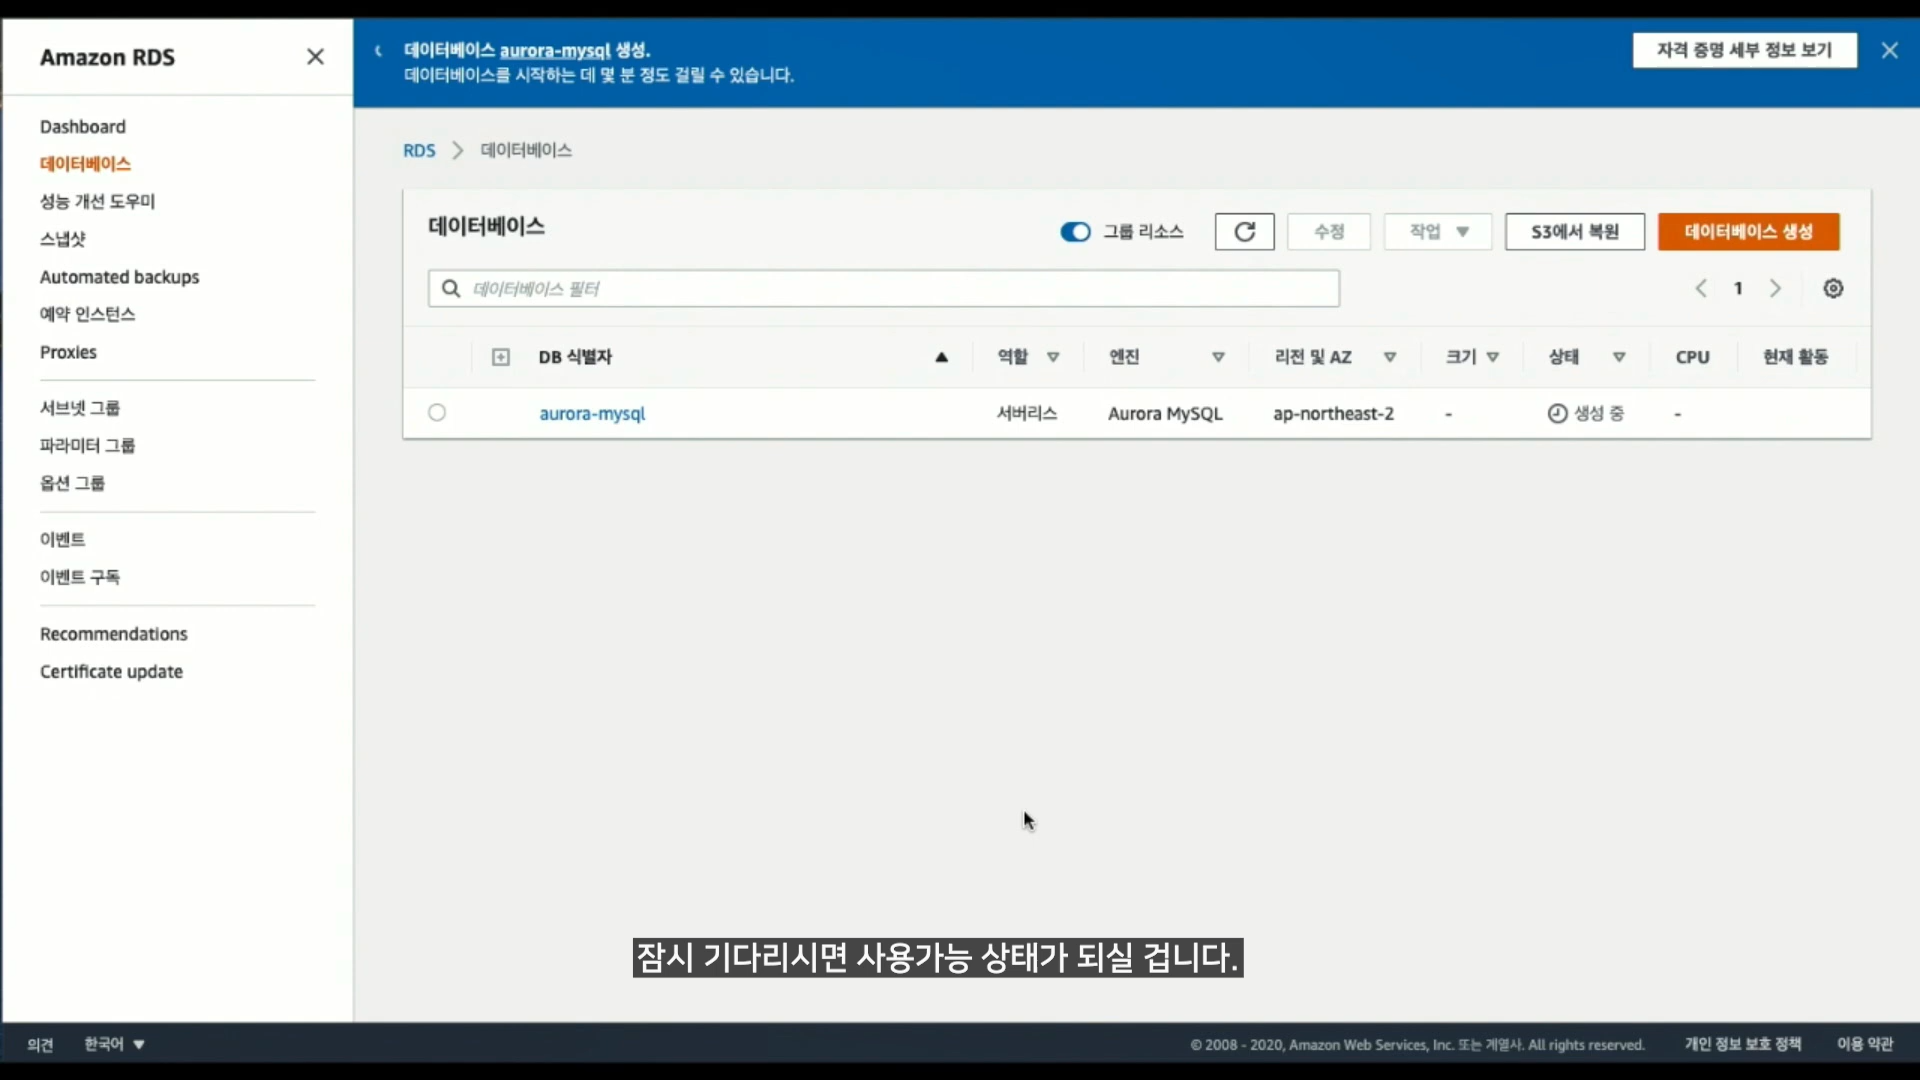 Amazon RDS
Dashboard
데이터베이스
성능 개선 도우미
스냅샷
Automated backups
예약 인스턴스
Proxies
서브넷 그룹
파라미터 그룹
옵션 그룹
이벤트
이벤트 구독
Recommendations
Certificate update
데이터베이스 aurora-mysql 생성.
데이터베이스를 시작하는 데 몇 분 정도 걸릴 수 있습니다.
자격 증명 세부 정보 보기
RDS 데이터베이스
데이터베이스
그룹 리소스
수정
작업
S3에서 복원
데이터베이스 생성
데이터베이스 필터
1
DB 식별자 역할 엔진 리전 및 AZ 크기 상태 CPU 현재 활동
aurora-mysql 서버리스 Aurora MySQL ap-northeast-2 - 생성 중 -
잠시 기다리시면 사용가능 상태가 되실 겁니다.
의견 한국어 © 2008 - 2020, Amazon Web Services, Inc. 또는 계열사. All rights reserved. 개인 정보 보호 정책 이용 약관